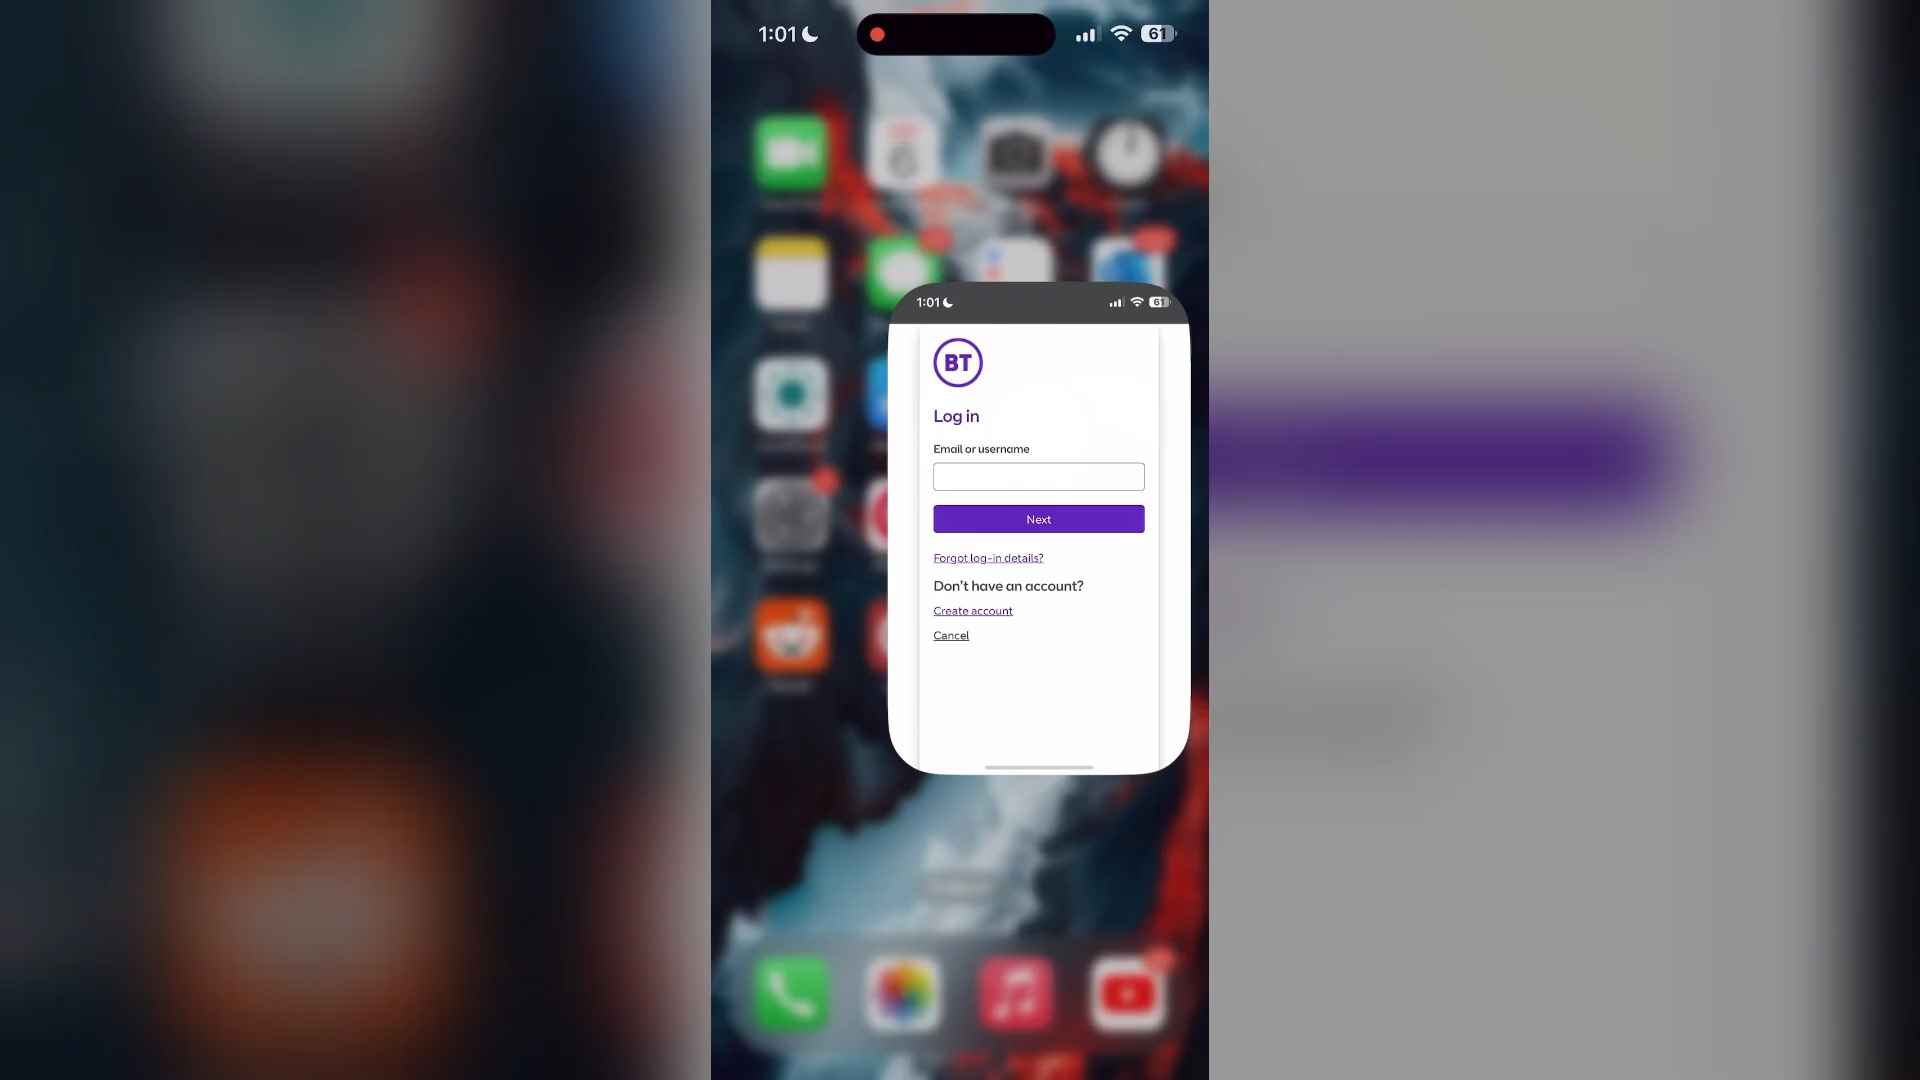 1:01
61
6
1:01
61
BT
Log in
Email or username
Next
Forgot log-in details?
Don't have an account?
Create account
Cancel